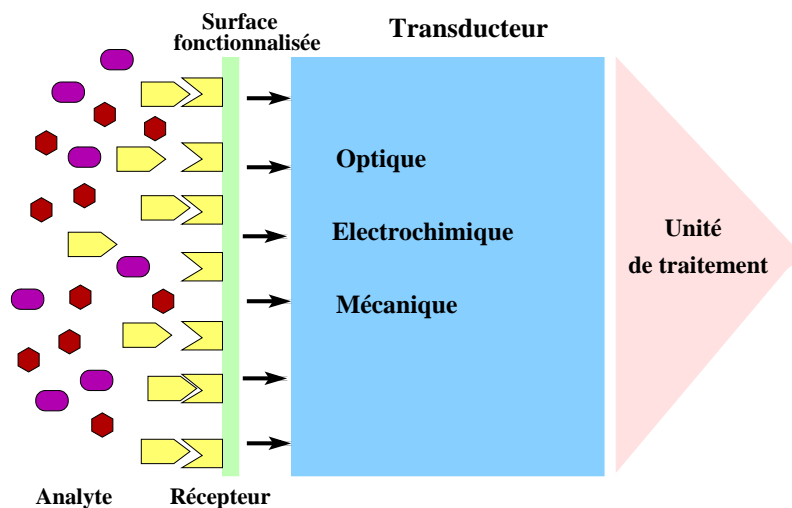 Surface
fonctionnalisée
Transducteur
Optique
Electrochimique
Mécanique
Unité
de traitement
Analyte
Récepteur